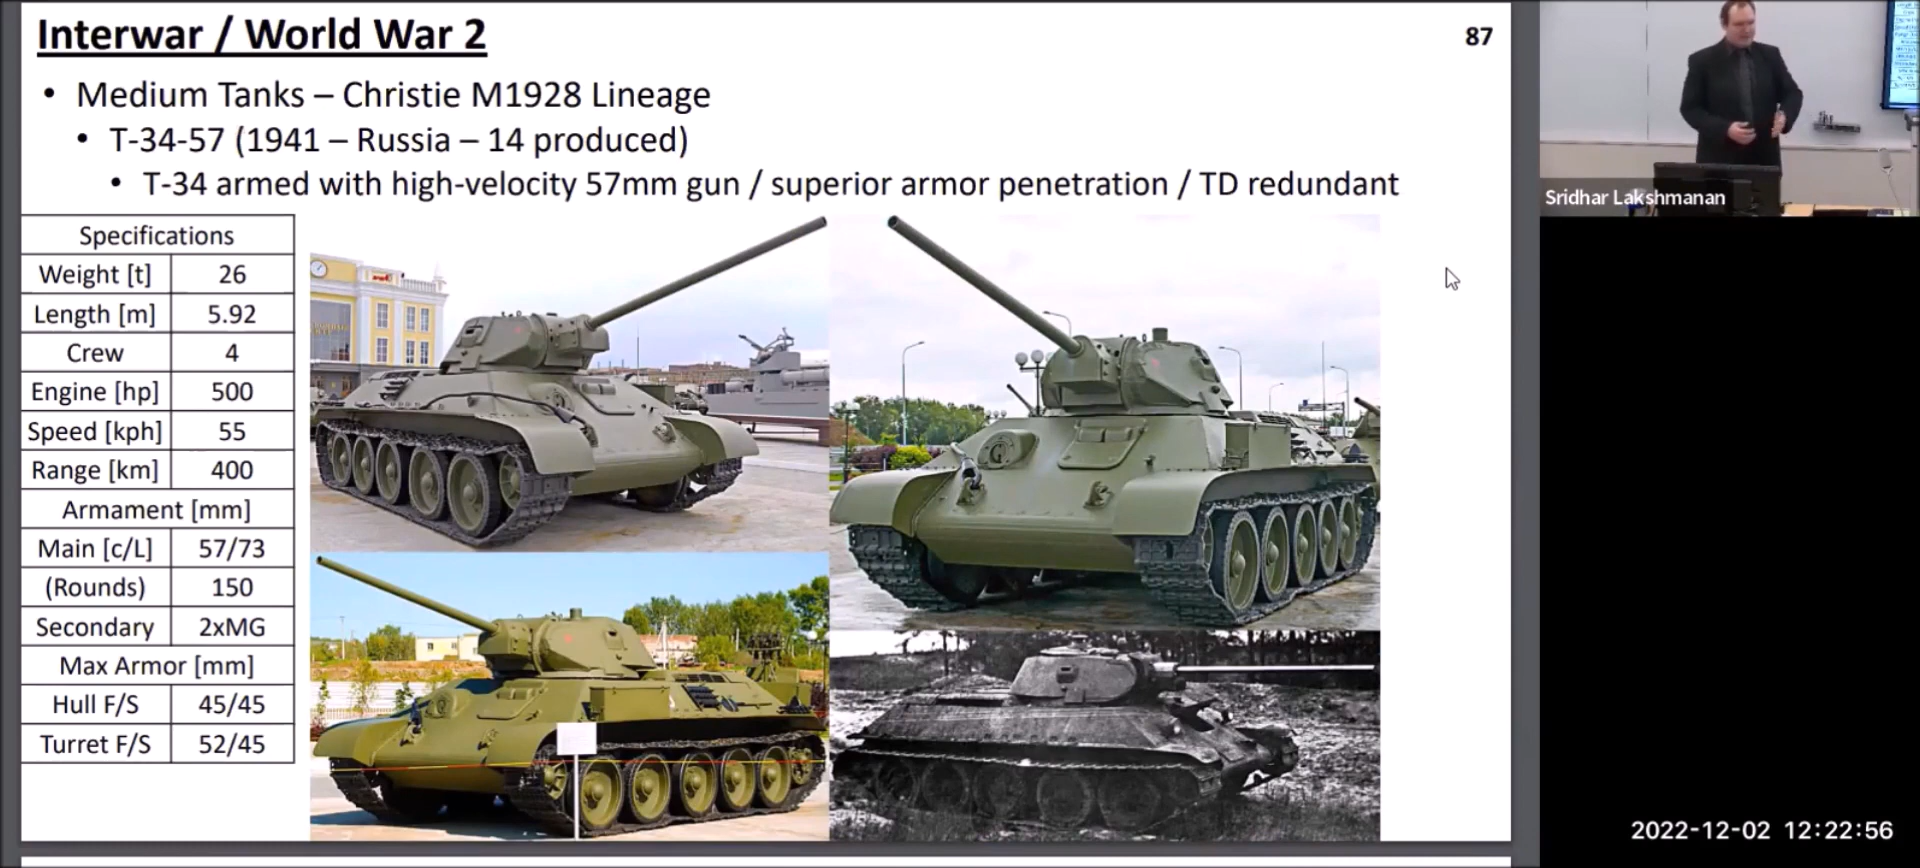 Interwar / World War 2
87
• Medium Tanks – Christie M1928 Lineage
• T-34-57 (1941 – Russia – 14 produced)
• T-34 armed with high-velocity 57mm gun / superior armor penetration / TD redundant
Specifications
Weight [t] 26
Length [m] 5.92
Crew 4
Engine [hp] 500
Speed [kph] 55
Range [km] 400
Armament [mm]
Main [c/L] 57/73
(Rounds) 150
Secondary 2xMG
Max Armor [mm]
Hull F/S 45/45
Turret F/S 52/45
Sridhar Lakshmanan
2022-12-02 12:22:56